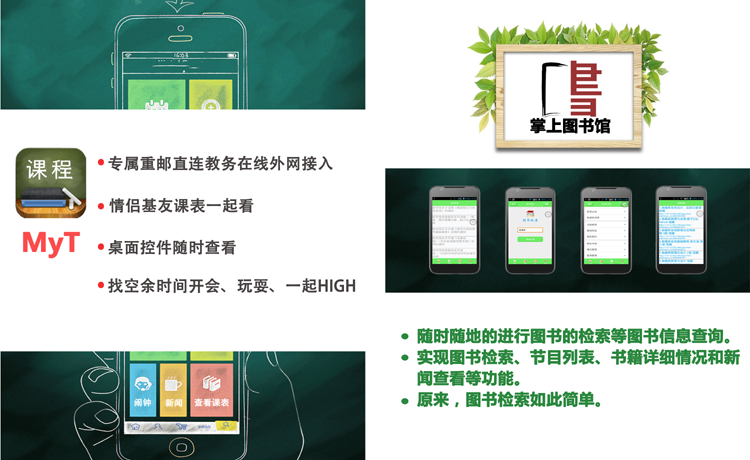 课程
MyT
专属重邮直连教务在线外网接入
情侣基友课表一起看
桌面控件随时查看
找空余时间开会、玩耍、一起HIGH
闹钟
新闻
查看课表
掌上图书馆
随时随地的进行图书的检索等图书信息查询。
实现图书检索、节目列表、书籍详细情况和新
闻查看等功能。
原来，图书检索如此简单。